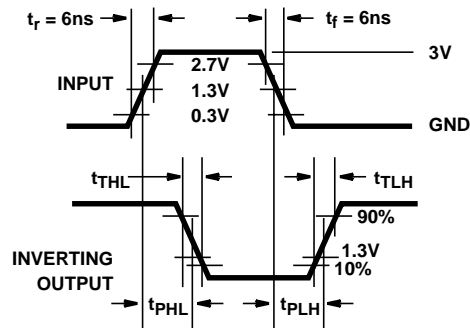 tr = 6ns
tf = 6ns
3V
2.7V
INPUT
1.3V
0.3V
GND
tTHL
tTLH
90%
1.3V
10%
INVERTING
OUTPUT
tPHL
tPLH